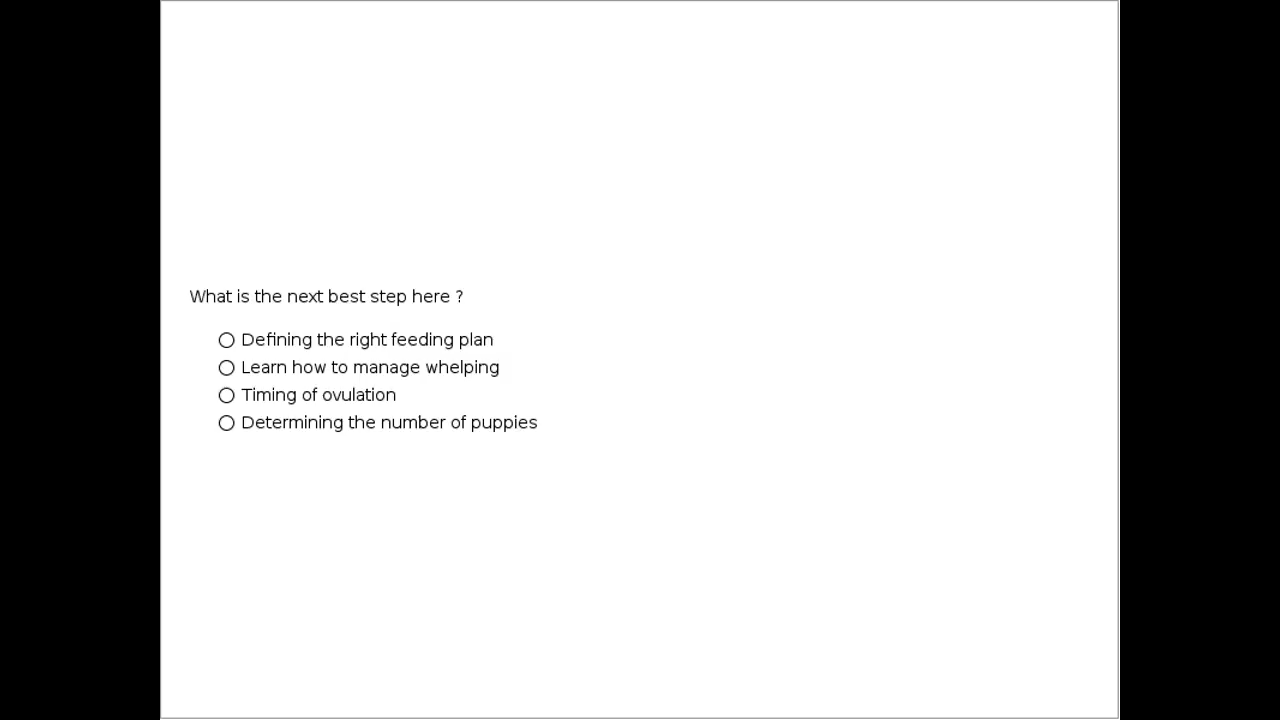 What is the next best step here ?
Defining the right feeding plan
Learn how to manage whelping
Timing of ovulation
Determining the number of puppies